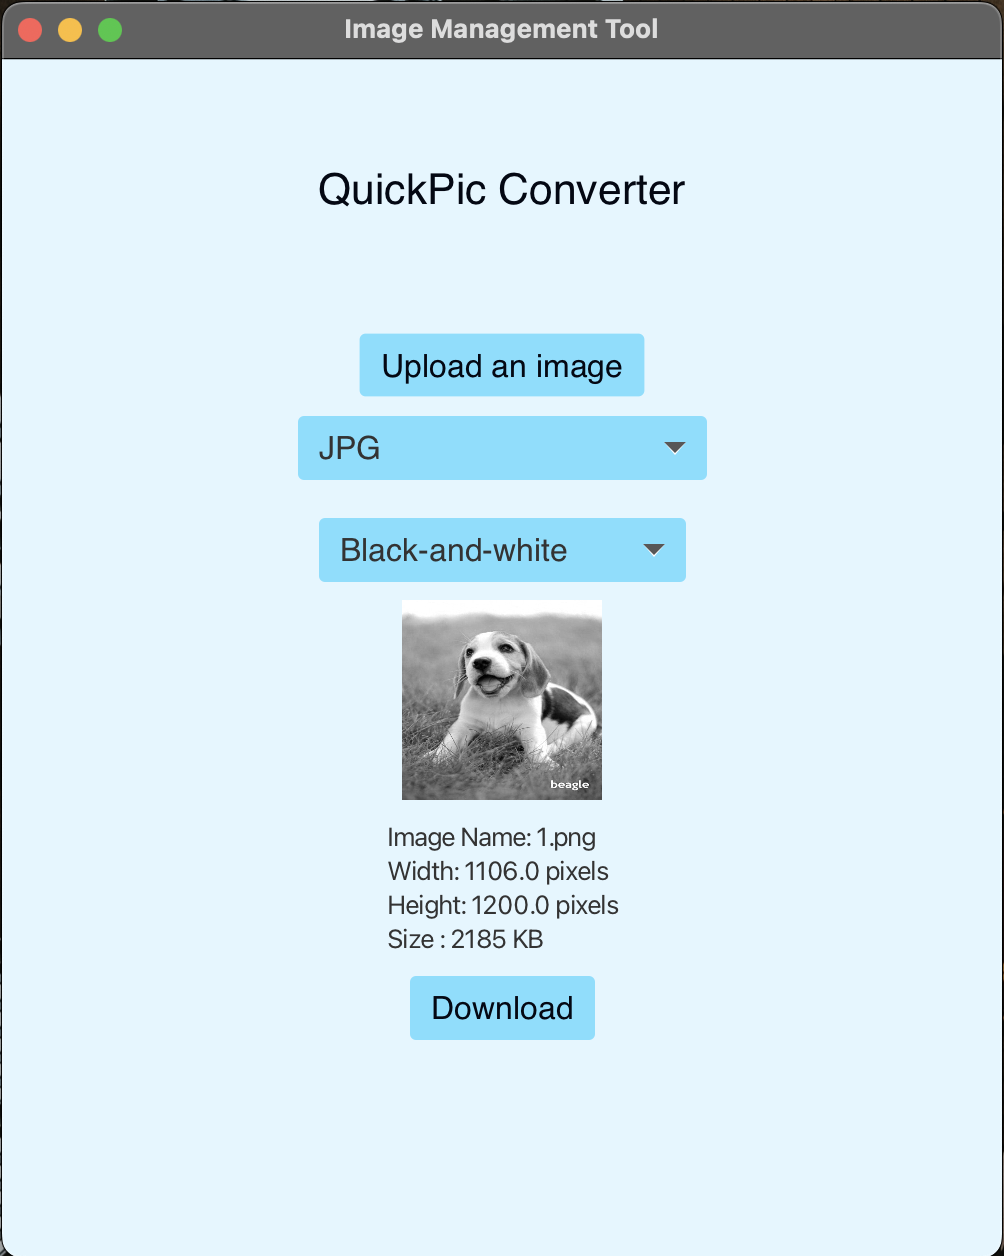 Image Management Tool
QuickPic Converter
Upload an image
JPG
Black-and-white
beagle
Image Name: 1.png
Width: 1106.0 pixels
Height: 1200.0 pixels
Size : 2185 KB
Download